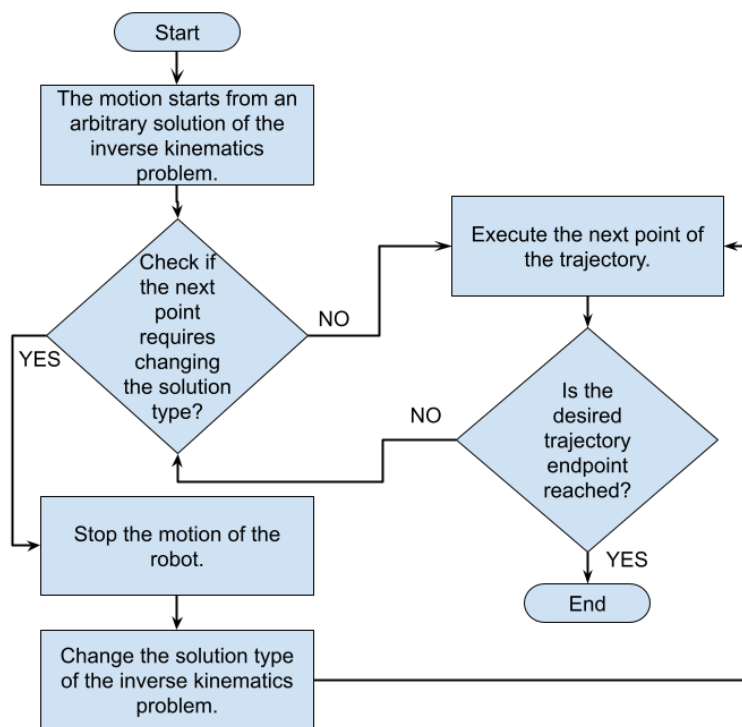 Start
The motion starts from an
arbitrary solution of the
inverse kinematics
problem.
Check if
the next
point
requires
changing
the solution
type?
YES
NO
Execute the next point of
the trajectory.
Is the
desired
trajectory
endpoint
reached?
NO
YES
End
Stop the motion of the
robot.
Change the solution type
of the inverse kinematics
problem.